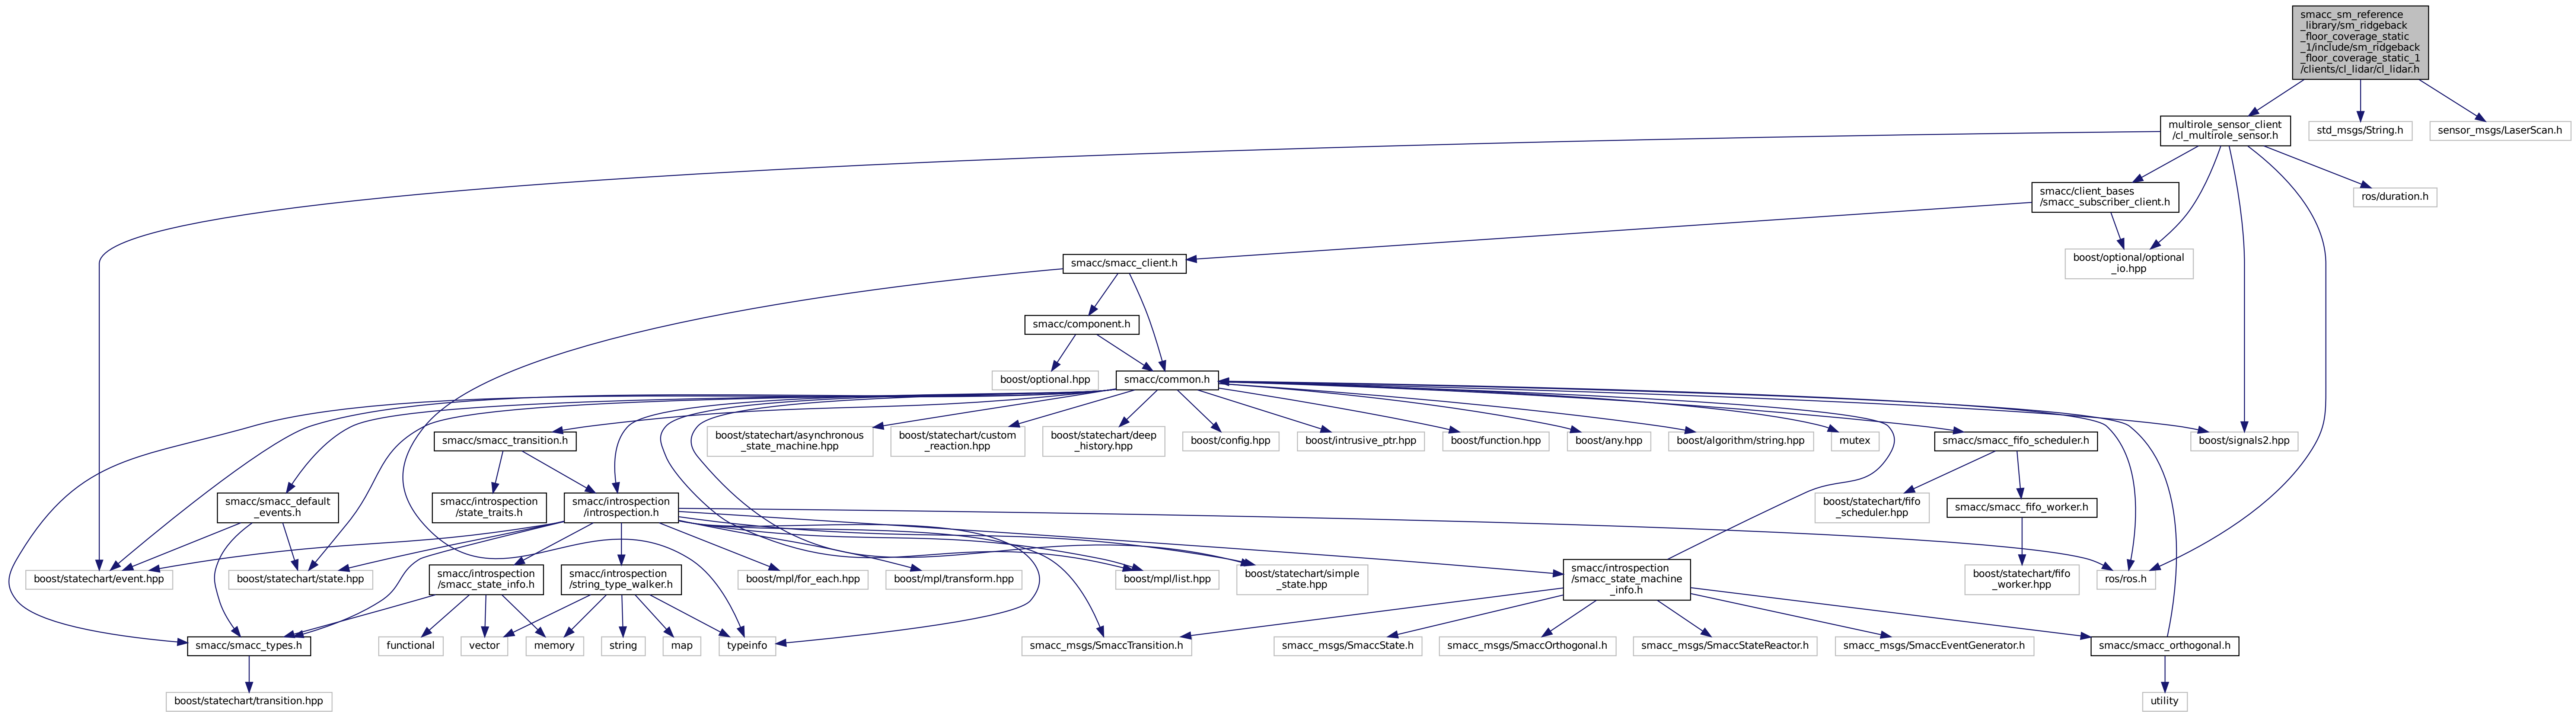 smacc_sm_reference
_library/sm_ridgeback
_floor_coverage_static
_1/include/sm_ridgeback
_floor_coverage_static_1
/clients/cl_lidar/cl_lidar.h
multirole_sensor_client
/cl_multirole_sensor.h
std_msgs/String.h
sensor_msgs/LaserScan.h
smacc/client_bases
/smacc_subscriber_client.h
ros/duration.h
smacc/smacc_client.h
boost/optional/optional
_io.hpp
smacc/component.h
boost/optional.hpp
smacc/common.h
smacc/smacc_transition.h
boost/statechart/asynchronous
_state_machine.hpp
boost/statechart/custom
_reaction.hpp
boost/statechart/deep
_history.hpp
boost/config.hpp
boost/intrusive_ptr.hpp
boost/function.hpp
boost/any.hpp
boost/algorithm/string.hpp
mutex
smacc/smacc_fifo_scheduler.h
boost/signals2.hpp
smacc/smacc_default
_events.h
smacc/introspection
/state_traits.h
smacc/introspection
/introspection.h
boost/statechart/fifo
_scheduler.hpp
smacc/smacc_fifo_worker.h
boost/statechart/event.hpp
boost/statechart/state.hpp
smacc/introspection
/smacc_state_info.h
smacc/introspection
/string_type_walker.h
boost/mpl/for_each.hpp
boost/mpl/transform.hpp
boost/mpl/list.hpp
boost/statechart/simple
_state.hpp
smacc/introspection
/smacc_state_machine
_info.h
boost/statechart/fifo
_worker.hpp
ros/ros.h
smacc/smacc_types.h
functional
vector
memory
string
map
typeinfo
smacc_msgs/SmaccTransition.h
smacc_msgs/SmaccState.h
smacc_msgs/SmaccOrthogonal.h
smacc_msgs/SmaccStateReactor.h
smacc_msgs/SmaccEventGenerator.h
smacc/smacc_orthogonal.h
boost/statechart/transition.hpp
utility